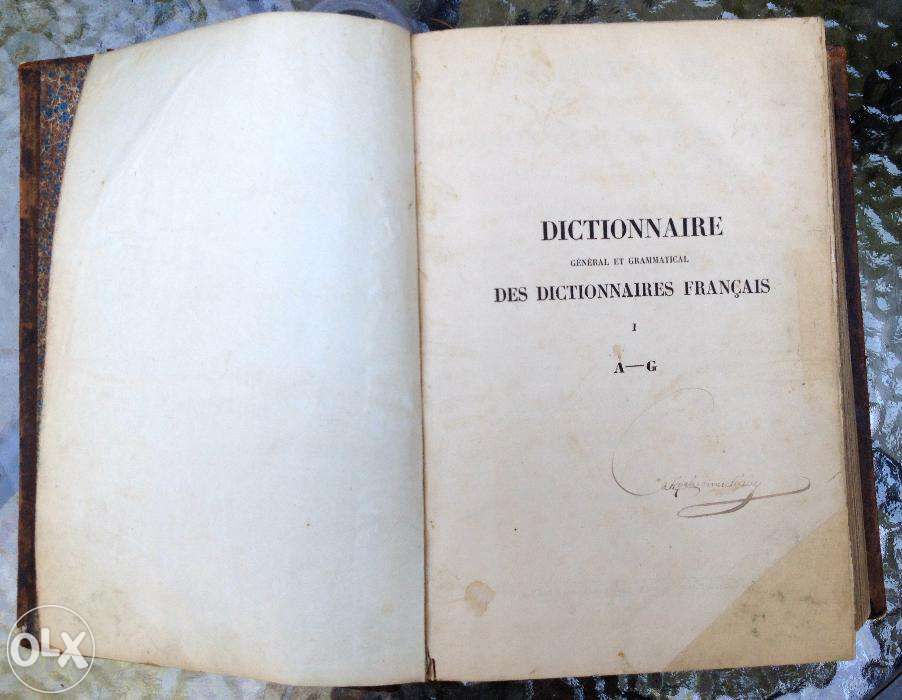 DICTIONNAIRE
GÉNÉRAL ET GRAMMATICAL
DES DICTIONNAIRES FRANÇAIS
I
A—G
OLX